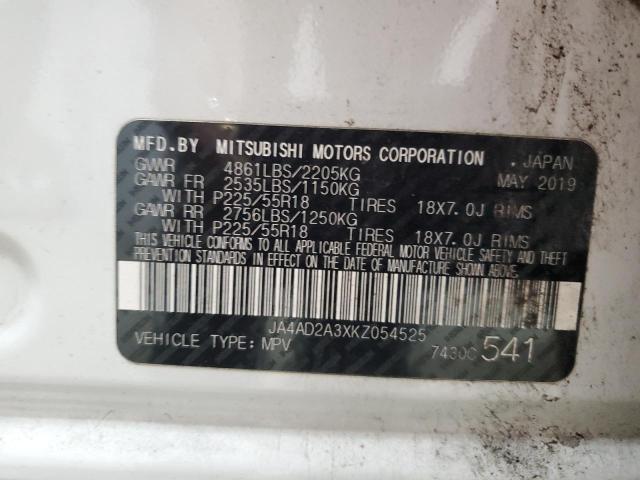 MFD.BY MITSUBISHI MOTORS CORPORATION . JAPAN
GVWR 4861LBS/2205KG MAY 2019
GAWR FR 2535LBS/1150KG
WITH P225/55R18 TIRES 18X7.0J RIMS
GAWR RR 2756LBS/1250KG
WITH P225/55R18 TIRES 18X7.0J RIMS
THIS VEHICLE CONFORMS TO ALL APPLICABLE FEDERAL MOTOR VEHICLE SAFETY AND THEFT
PREVENTION STANDARDS IN EFFECT ON THE DATE OF MANUFACTURE SHOWN ABOVE.
JA4AD2A3XKZ054525
VEHICLE TYPE: MPV 7430C 541